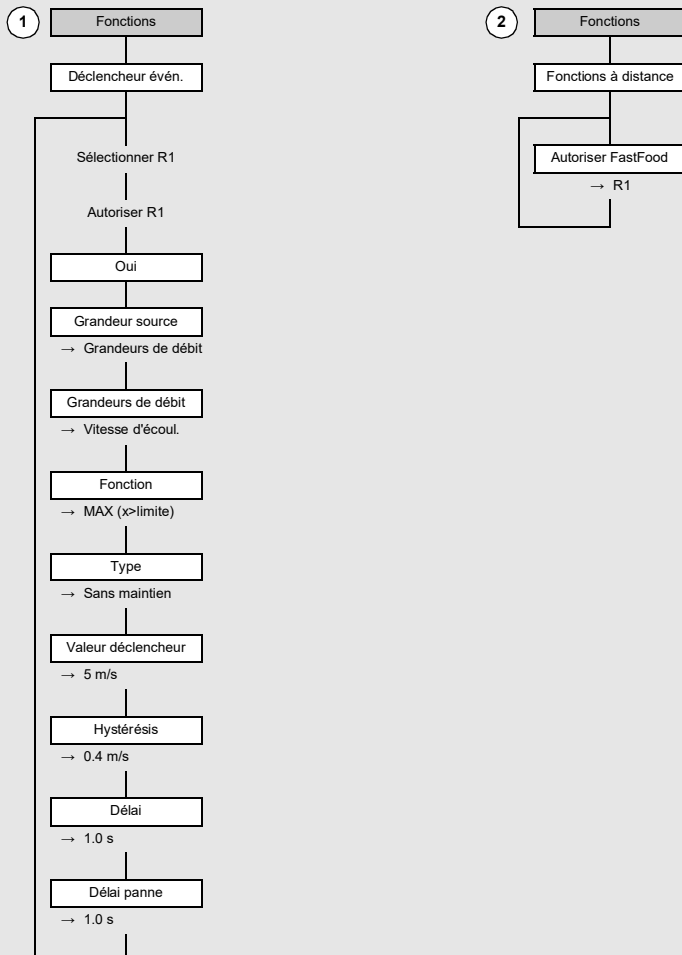 1
Fonctions
Déclencheur évén.
Sélectionner R1
Autoriser R1
Oui
Grandeur source
→ Grandeurs de débit
Grandeurs de débit
→ Vitesse d'écoul.
Fonction
→ MAX (x>limite)
Type
→ Sans maintien
Valeur déclencheur
→ 5 m/s
Hystérésis
→ 0.4 m/s
Délai
→ 1.0 s
Délai panne
→ 1.0 s
2
Fonctions
Fonctions à distance
Autoriser FastFood
→ R1